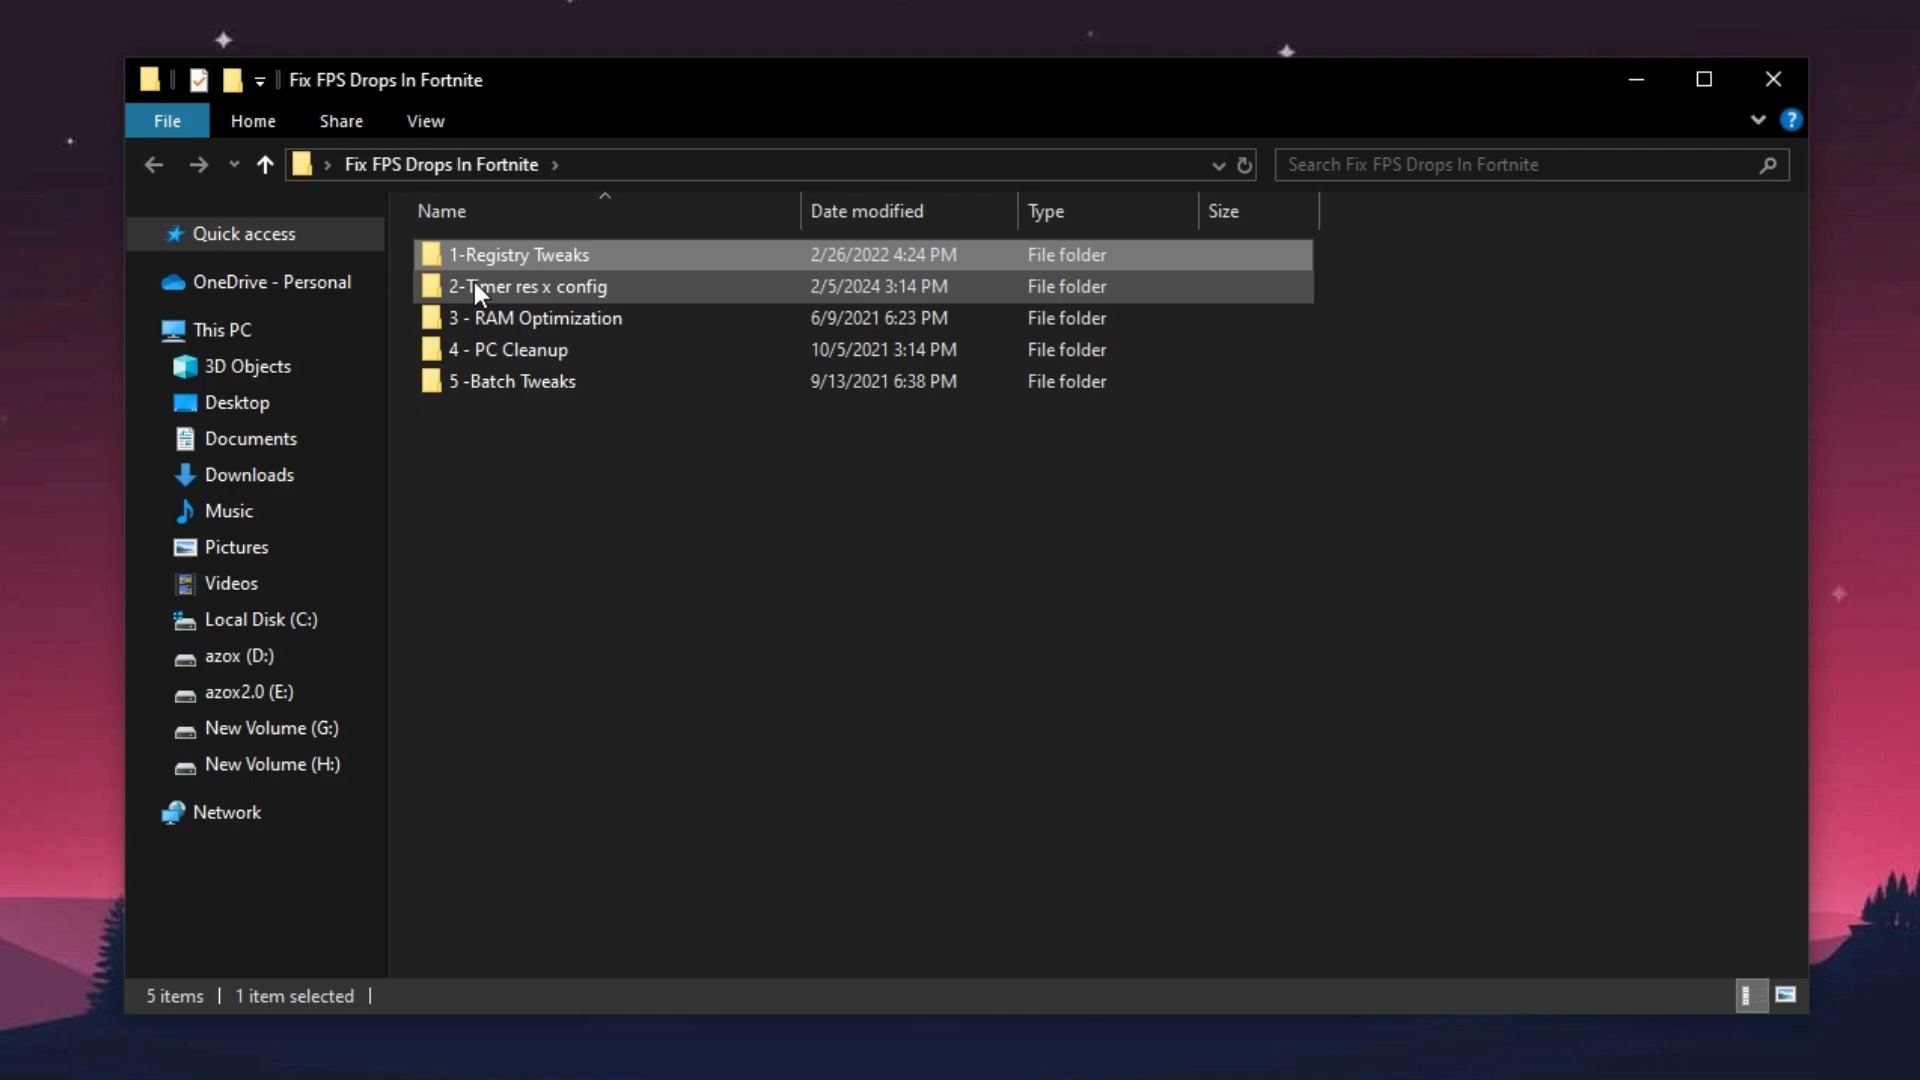 Fix FPS Drops In Fortnite
File Home Share View
Fix FPS Drops In Fortnite
Search Fix FPS Drops In Fortnite
Name Date modified Type Size
Quick access
OneDrive - Personal
This PC
3D Objects
Desktop
Documents
Downloads
Music
Pictures
Videos
Local Disk (C:)
azox (D:)
azox2.0 (E:)
New Volume (G:)
New Volume (H:)
Network
1-Registry Tweaks 2/26/2022 4:24 PM File folder
2-Timer res x config 2/5/2024 3:14 PM File folder
3 - RAM Optimization 6/9/2021 6:23 PM File folder
4 - PC Cleanup 10/5/2021 3:14 PM File folder
5 -Batch Tweaks 9/13/2021 6:38 PM File folder
5 items 1 item selected